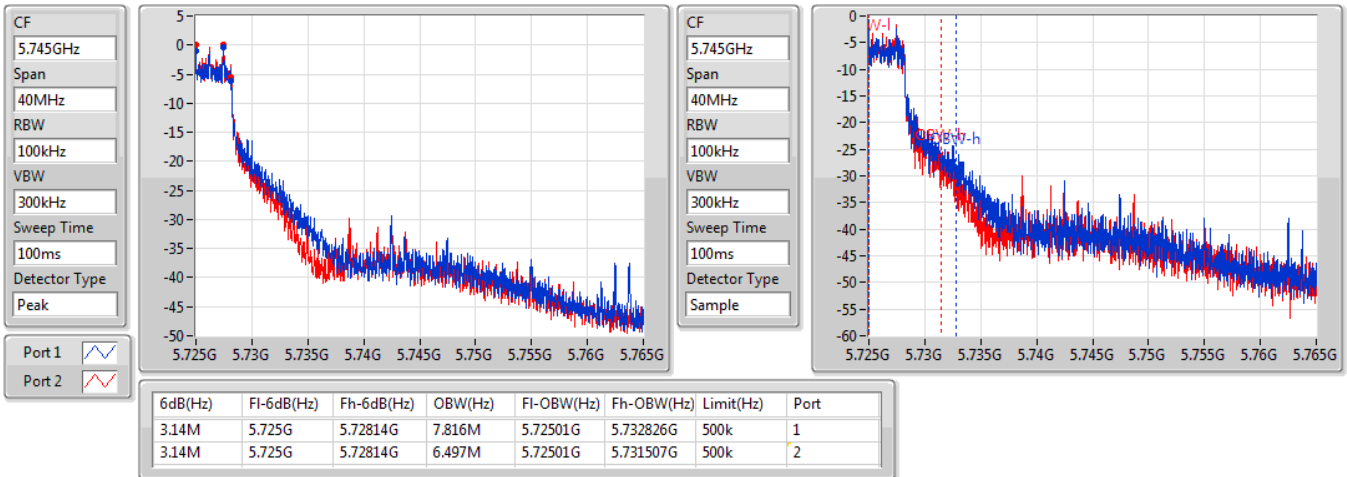 CF
5.745GHz
Span
40MHz
RBW
100kHz
VBW
300kHz
Sweep Time
100ms
Detector Type
Peak
Port 1
Port 2
5
0
-5
-10
-15
-20
-25
-30
-35
-40
-45
-50
5.725G 5.73G 5.735G 5.74G 5.745G 5.75G 5.755G 5.76G 5.765G
CF
5.745GHz
Span
40MHz
RBW
100kHz
VBW
300kHz
Sweep Time
100ms
Detector Type
Sample
0
-5
-10
-15
-20
-25
-30
-35
-40
-45
-50
-55
-60
W-l
OBW-h
5.725G 5.73G 5.735G 5.74G 5.745G 5.75G 5.755G 5.76G 5.765G
6dB(Hz) Fl-6dB(Hz) Fh-6dB(Hz) OBW(Hz) Fl-OBW(Hz) Fh-OBW(Hz) Limit(Hz) Port
3.14M 5.725G 5.72814G 7.816M 5.72501G 5.732826G 500k 1
3.14M 5.725G 5.72814G 6.497M 5.72501G 5.731507G 500k 2